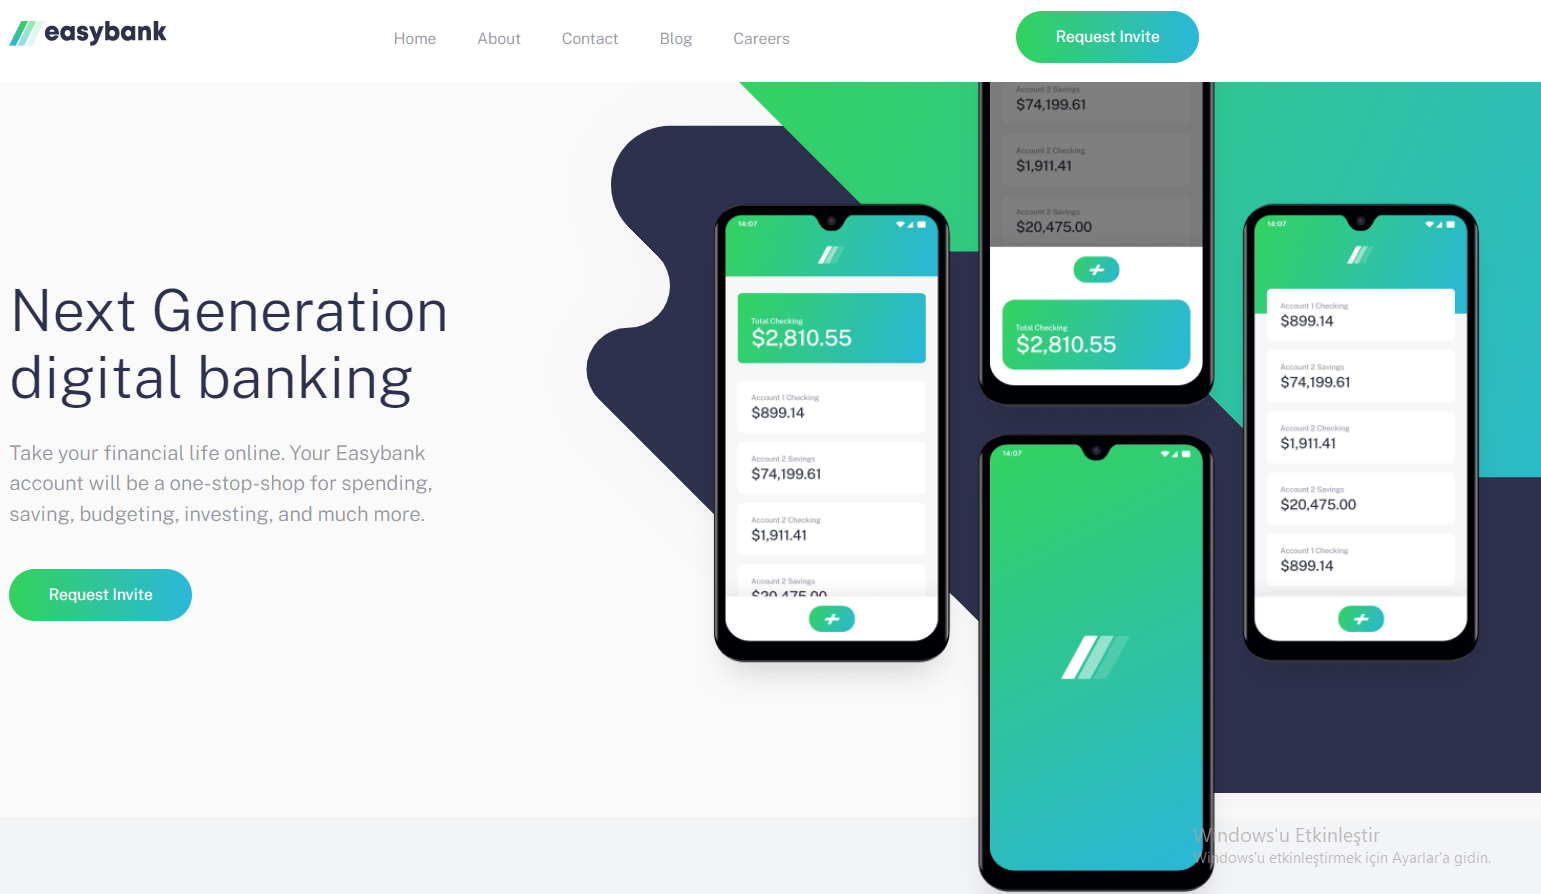 easybank
Home
About
Contact
Blog
Careers
Request Invite
Next Generation
digital banking
Take your financial life online. Your Easybank
account will be a one-stop-shop for spending,
saving, budgeting, investing, and much more.
Request Invite
14:07
Total Checking
$2,810.55
Account 1 Checking
$899.14
Account 2 Savings
$74,199.61
Account 2 Checking
$1,911.41
Account 2 Savings
$20,475.00
Account 2 Savings
$74,199.61
Account 2 Checking
$1,911.41
Account 2 Savings
$20,475.00
Total Checking
$2,810.55
14:07
14:07
Account 1 Checking
$899.14
Account 2 Savings
$74,199.61
Account 2 Checking
$1,911.41
Account 2 Savings
$20,475.00
Account 1 Checking
$899.14
Windows'u Etkinleştir
Windows'u etkinleştirmek için Ayarlar'a gidin.